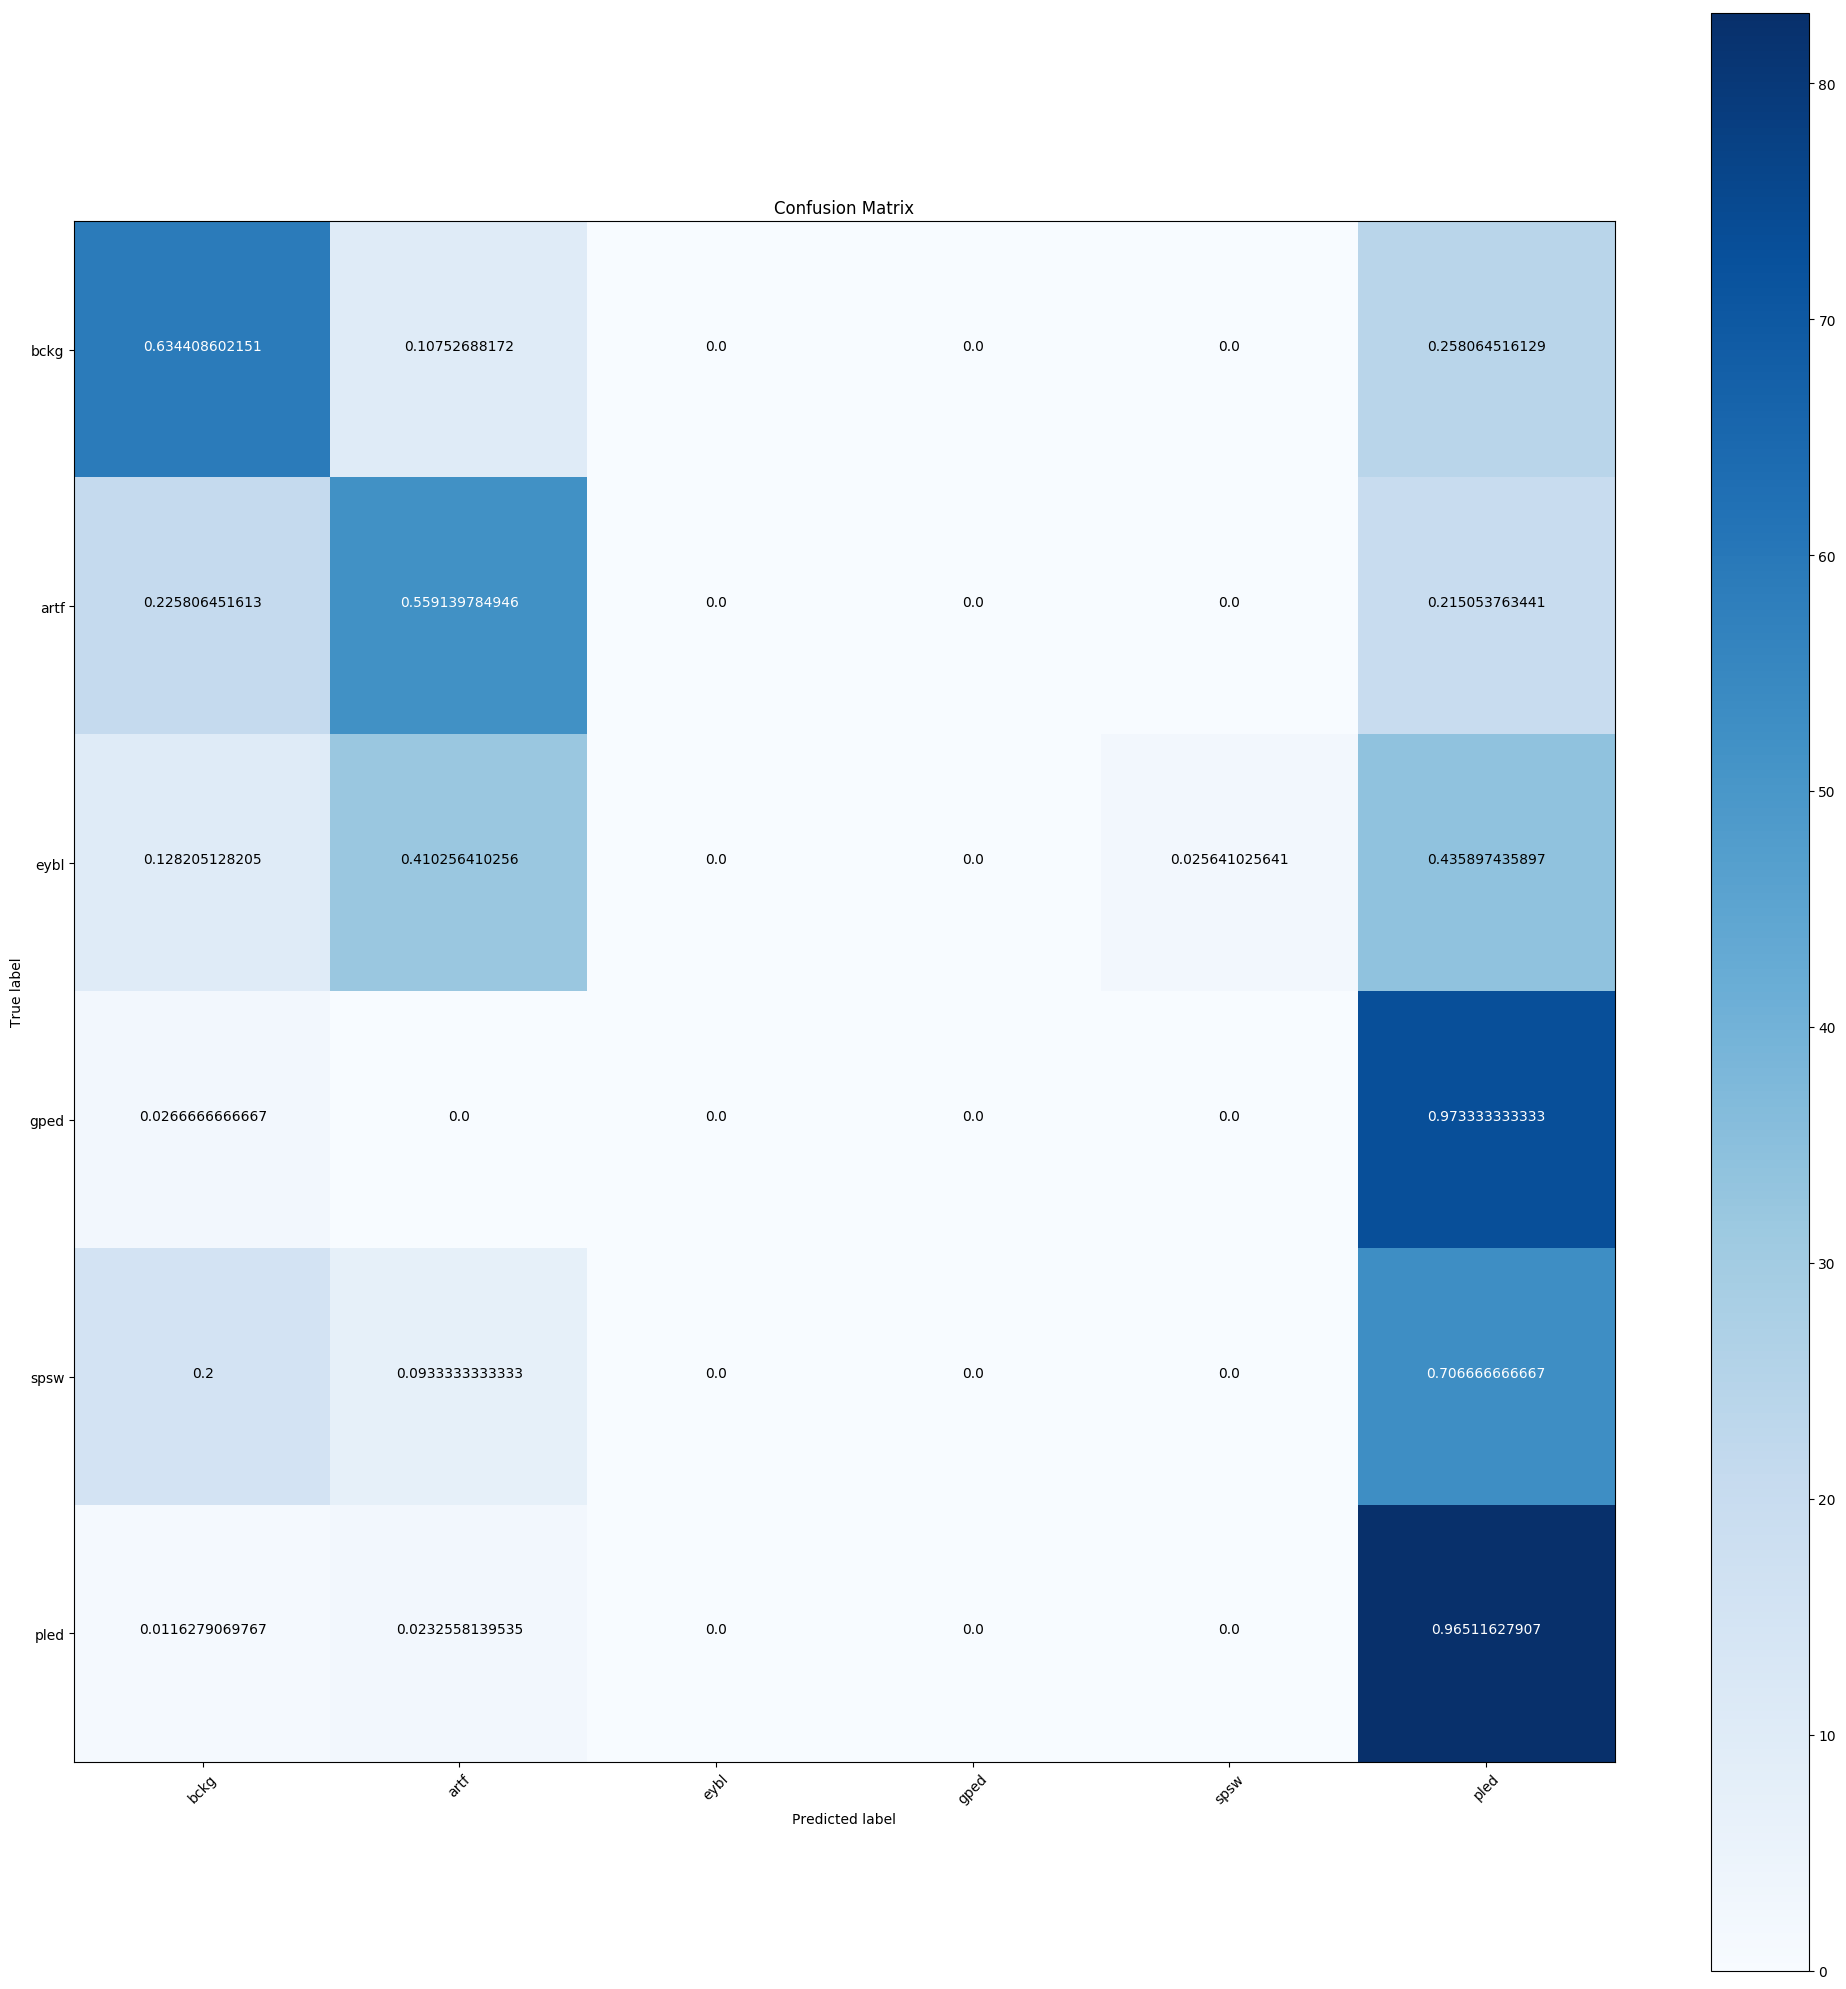 Confusion Matrix
bckg 0.634408602151 0.10752688172 0.0 0.0 0.0 0.258064516129
artf 0.225806451613 0.559139784946 0.0 0.0 0.0 0.215053763441
eybl 0.128205128205 0.410256410256 0.0 0.0 0.025641025641 0.435897435897
gped 0.0266666666667 0.0 0.0 0.0 0.0 0.973333333333
spsw 0.2 0.0933333333333 0.0 0.0 0.0 0.706666666667
pled 0.0116279069767 0.0232558139535 0.0 0.0 0.0 0.96511627907
True label
bckg artf eybl gped spsw pled
Predicted label
80
70
60
50
40
30
20
10
0